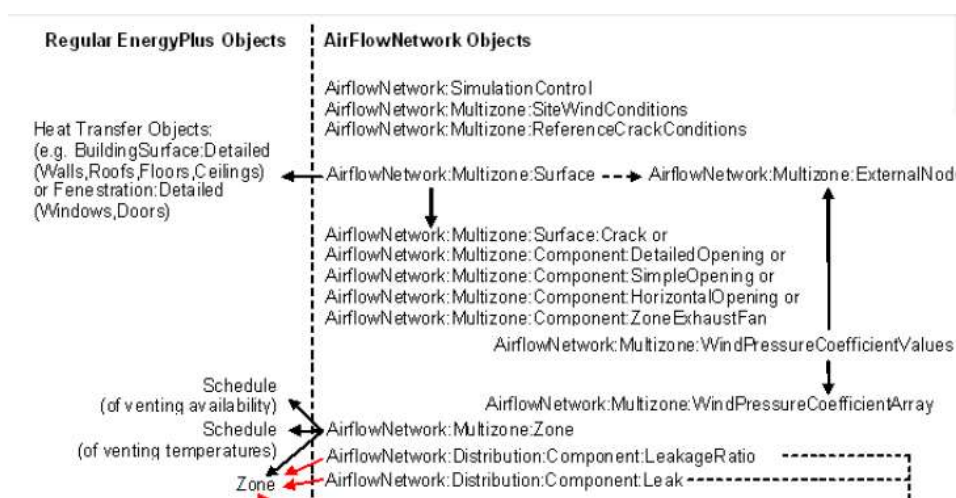 Regular EnergyPlus Objects
AirFlowNetwork Objects
AirflowNetwork:SimulationControl
AirflowNetwork:Multizone:SiteWindConditions
AirflowNetwork:Multizone:ReferenceCrackConditions
Heat Transfer Objects:
(e.g. BuildingSurface:Detailed
(Walls,Roofs,Floors,Ceilings)
or Fenestration:Detailed
(Windows,Doors)
AirflowNetwork:Multizone:Surface
AirflowNetwork:Multizone:ExternalNod
AirflowNetwork:Multizone:Surface:Crack or
AirflowNetwork:Multizone:Component:DetailedOpening or
AirflowNetwork:Multizone:Component:SimpleOpening or
AirflowNetwork:Multizone:Component:HorizontalOpening or
AirflowNetwork:Multizone:Component:ZoneExhaustFan
AirflowNetwork:Multizone:WindPressureCoefficientValues
AirflowNetwork:Multizone:WindPressureCoefficientArray
Schedule
(of venting availability)
Schedule
(of venting temperatures)
Zone
AirflowNetwork:Multizone:Zone
AirflowNetwork:Distribution:Component:LeakageRatio
AirflowNetwork:Distribution:Component:Leak